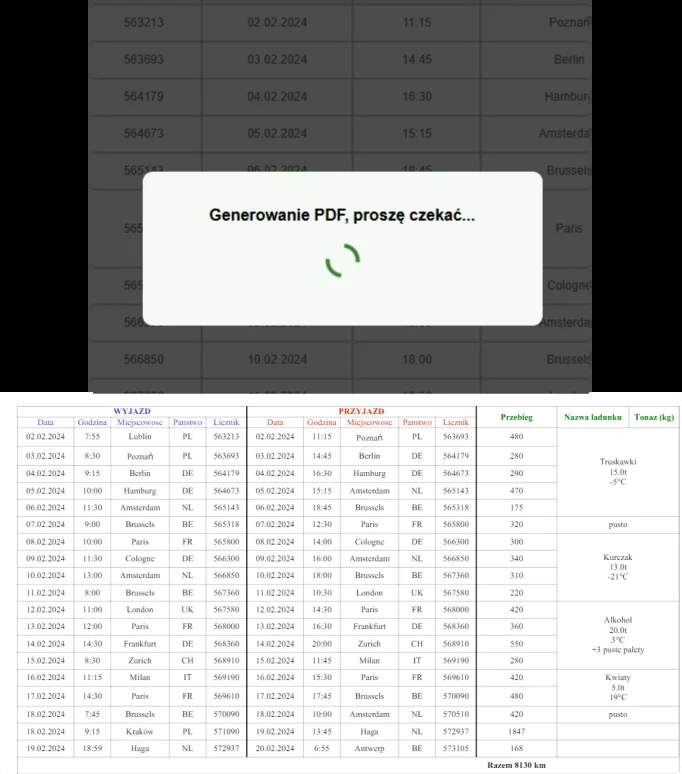 563213 02.02.2024 11:15 Poznań
563693 03.02.2024 14:45 Berlin
564179 04.02.2024 16:30 Hambur
564673 05.02.2024 15:15 Amsterda
565143 06.02.2024 18:45 Brussels
Generowanie PDF, proszę czekać...
Paris
Cologne
Amsterda
566850 10.02.2024 18:00 Brussels
WYJAZD PRZYJAZD Przebieg Nazwa ładunku Tonaz (kg)
Data Godzina Miejscowosc Panstwo Licznik Data Godzina Miejscowosc Panstwo Licznik
02.02.2024 7:55 Lublin PL 563213 02.02.2024 11:15 Poznań PL 563693 480
03.02.2024 8:30 Poznań PL 563693 03.02.2024 14:45 Berlin DE 564179 280
04.02.2024 9:15 Berlin DE 564179 04.02.2024 16:30 Hamburg DE 564673 290
05.02.2024 10:00 Hamburg DE 564673 05.02.2024 15:15 Amsterdam NL 565143 470
06.02.2024 11:30 Amsterdam NL 565143 06.02.2024 18:45 Brussels BE 565318 175
Truskawki
15.0t
-5°C
07.02.2024 9:00 Brussels BE 565318 07.02.2024 12:30 Paris FR 565800 320 pusto
08.02.2024 10:00 Paris FR 565800 08.02.2024 14:00 Cologne DE 566300 300
09.02.2024 11:30 Cologne DE 566300 09.02.2024 16:00 Amsterdam NL 566850 340
10.02.2024 13:00 Amsterdam NL 566850 10.02.2024 18:00 Brussels BE 567360 310
11.02.2024 8:00 Brussels BE 567360 11.02.2024 10:30 London UK 567580 220
Kurczak
13.0t
-21°C
12.02.2024 11:00 London UK 567580 12.02.2024 14:30 Paris FR 568000 420
13.02.2024 12:00 Paris FR 568000 13.02.2024 16:30 Frankfurt DE 568360 360
14.02.2024 14:30 Frankfurt DE 568360 14.02.2024 20:00 Zurich CH 568910 550
15.02.2024 8:30 Zurich CH 568910 15.02.2024 11:45 Milan IT 569190 280
Alkohol
20.0t
3°C
+3 puste palety
16.02.2024 11:15 Milan IT 569190 16.02.2024 15:30 Paris FR 569610 420
17.02.2024 14:30 Paris FR 569610 17.02.2024 17:45 Brussels BE 570090 480
Kwiaty
5.0t
19°C
18.02.2024 7:45 Brussels BE 570090 18.02.2024 10:00 Amsterdam NL 570510 420 pusto
18.02.2024 9:15 Kraków PL 571090 19.02.2024 13:45 Haga NL 572937 1847
19.02.2024 18:59 Haga NL 572937 20.02.2024 6:55 Antwerp BE 573105 168
Razem 8130 km